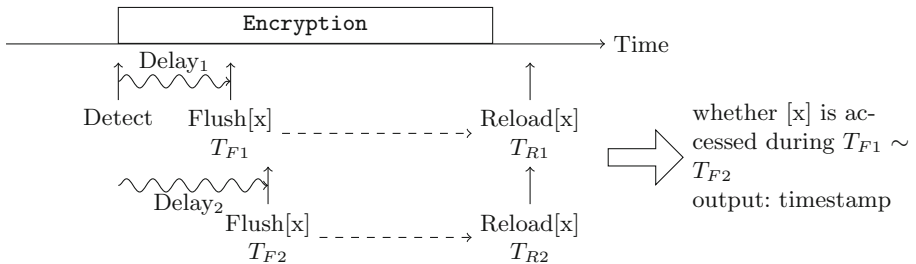 Encryption
Time
Delay1
Detect
Flush[x]
Reload[x]
TF1
TR1
Delay2
Flush[x]
Reload[x]
TF2
TR2
whether [x] is ac-
cessed during TF1 ∼
TF2
output: timestamp